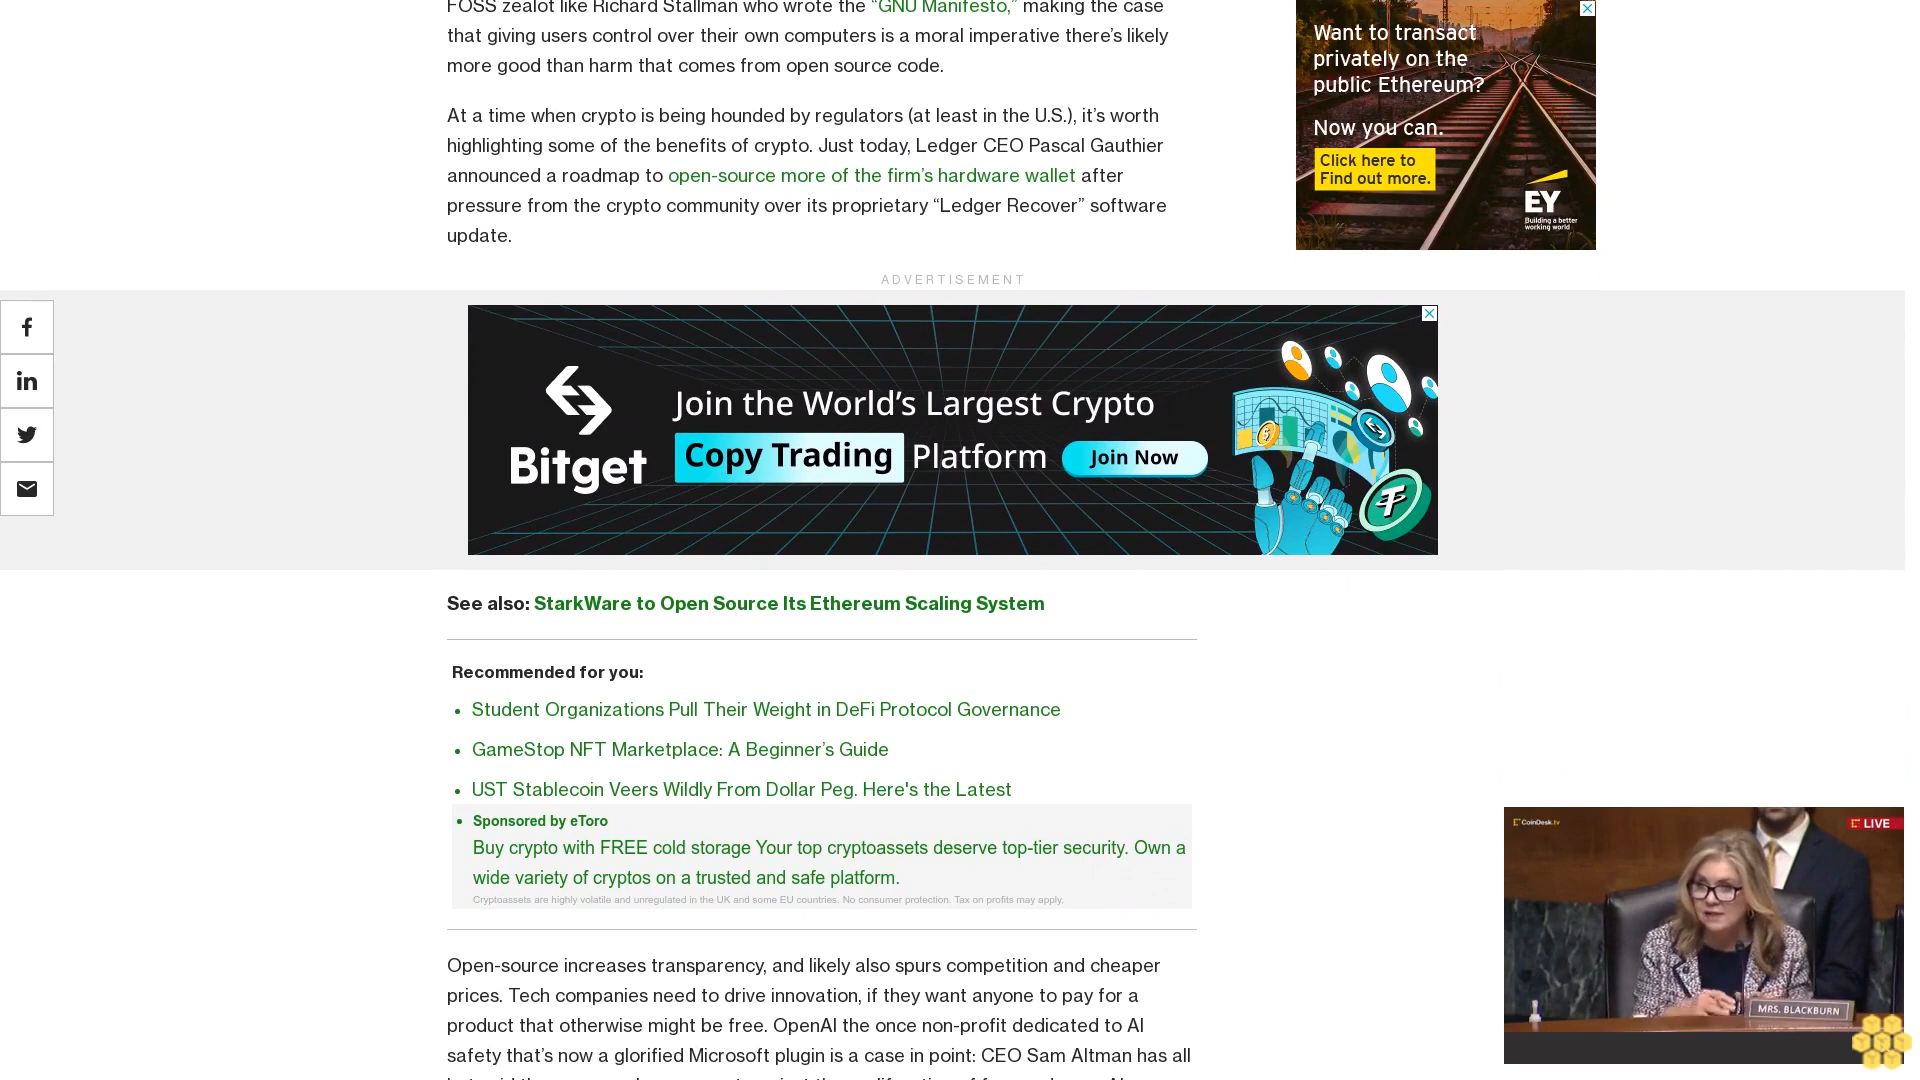 FOSS zealot like Richard Stallman who wrote the “GNU Manifesto,” making the case
that giving users control over their own computers is a moral imperative there’s likely
more good than harm that comes from open source code.
At a time when crypto is being hounded by regulators (at least in the U.S.), it’s worth
highlighting some of the benefits of crypto. Just today, Ledger CEO Pascal Gauthier
announced a roadmap to open-source more of the firm’s hardware wallet after
pressure from the crypto community over its proprietary “Ledger Recover” software
update.
Want to transact
privately on the
public Ethereum?
Now you can.
Click here to
Find out more.
EY
Building a better
working world
ADVERTISEMENT
Bitget
Join the World’s Largest Crypto
Copy Trading Platform
Join Now
See also: StarkWare to Open Source Its Ethereum Scaling System
Recommended for you:
• Student Organizations Pull Their Weight in DeFi Protocol Governance
• GameStop NFT Marketplace: A Beginner’s Guide
• UST Stablecoin Veers Wildly From Dollar Peg. Here's the Latest
• Sponsored by eToro
Buy crypto with FREE cold storage Your top cryptoassets deserve top-tier security. Own a
wide variety of cryptos on a trusted and safe platform.
Cryptoassets are highly volatile and unregulated in the UK and some EU countries. No consumer protection. Tax on profits may apply.
CoinDesk.tv
LIVE
MRS. BLACKBURN
Open-source increases transparency, and likely also spurs competition and cheaper
prices. Tech companies need to drive innovation, if they want anyone to pay for a
product that otherwise might be free. OpenAI the once non-profit dedicated to AI
safety that’s now a glorified Microsoft plugin is a case in point: CEO Sam Altman has all